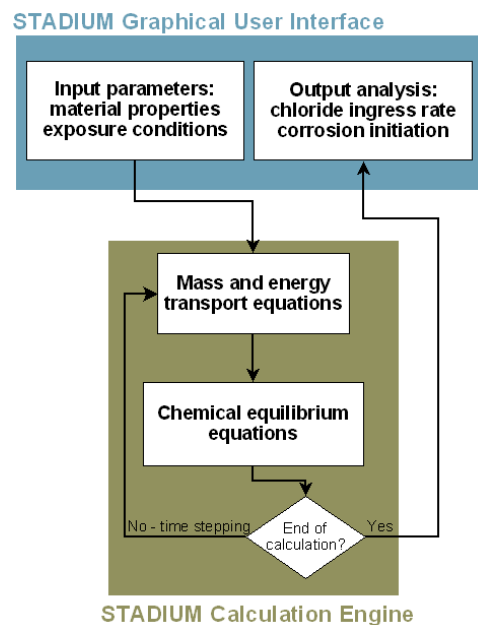 STADIUM Graphical User Interface
Input parameters:
material properties
exposure conditions
Output analysis:
chloride ingress rate
corrosion initiation
Mass and energy
transport equations
Chemical equilibrium
equations
No - time stepping
End of
calculation?
Yes
STADIUM Calculation Engine